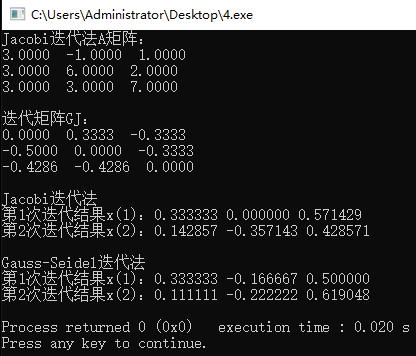 C:\Users\Administrator\Desktop\4.exe
Jacobi迭代法A矩阵:
3.0000 -1.0000 1.0000
3.0000 6.0000 2.0000
3.0000 3.0000 7.0000
迭代矩阵GJ:
0.0000 0.3333 -0.3333
-0.5000 0.0000 -0.3333
-0.4286 -0.4286 0.0000
Jacobi迭代法
第1次迭代结果x(1): 0.333333 0.000000 0.571429
第2次迭代结果x(2): 0.142857 -0.357143 0.428571
Gauss-Seidel迭代法
第1次迭代结果x(1): 0.333333 -0.166667 0.500000
第2次迭代结果x(2): 0.111111 -0.222222 0.619048
Process returned 0 (0x0) execution time : 0.020 s
Press any key to continue.